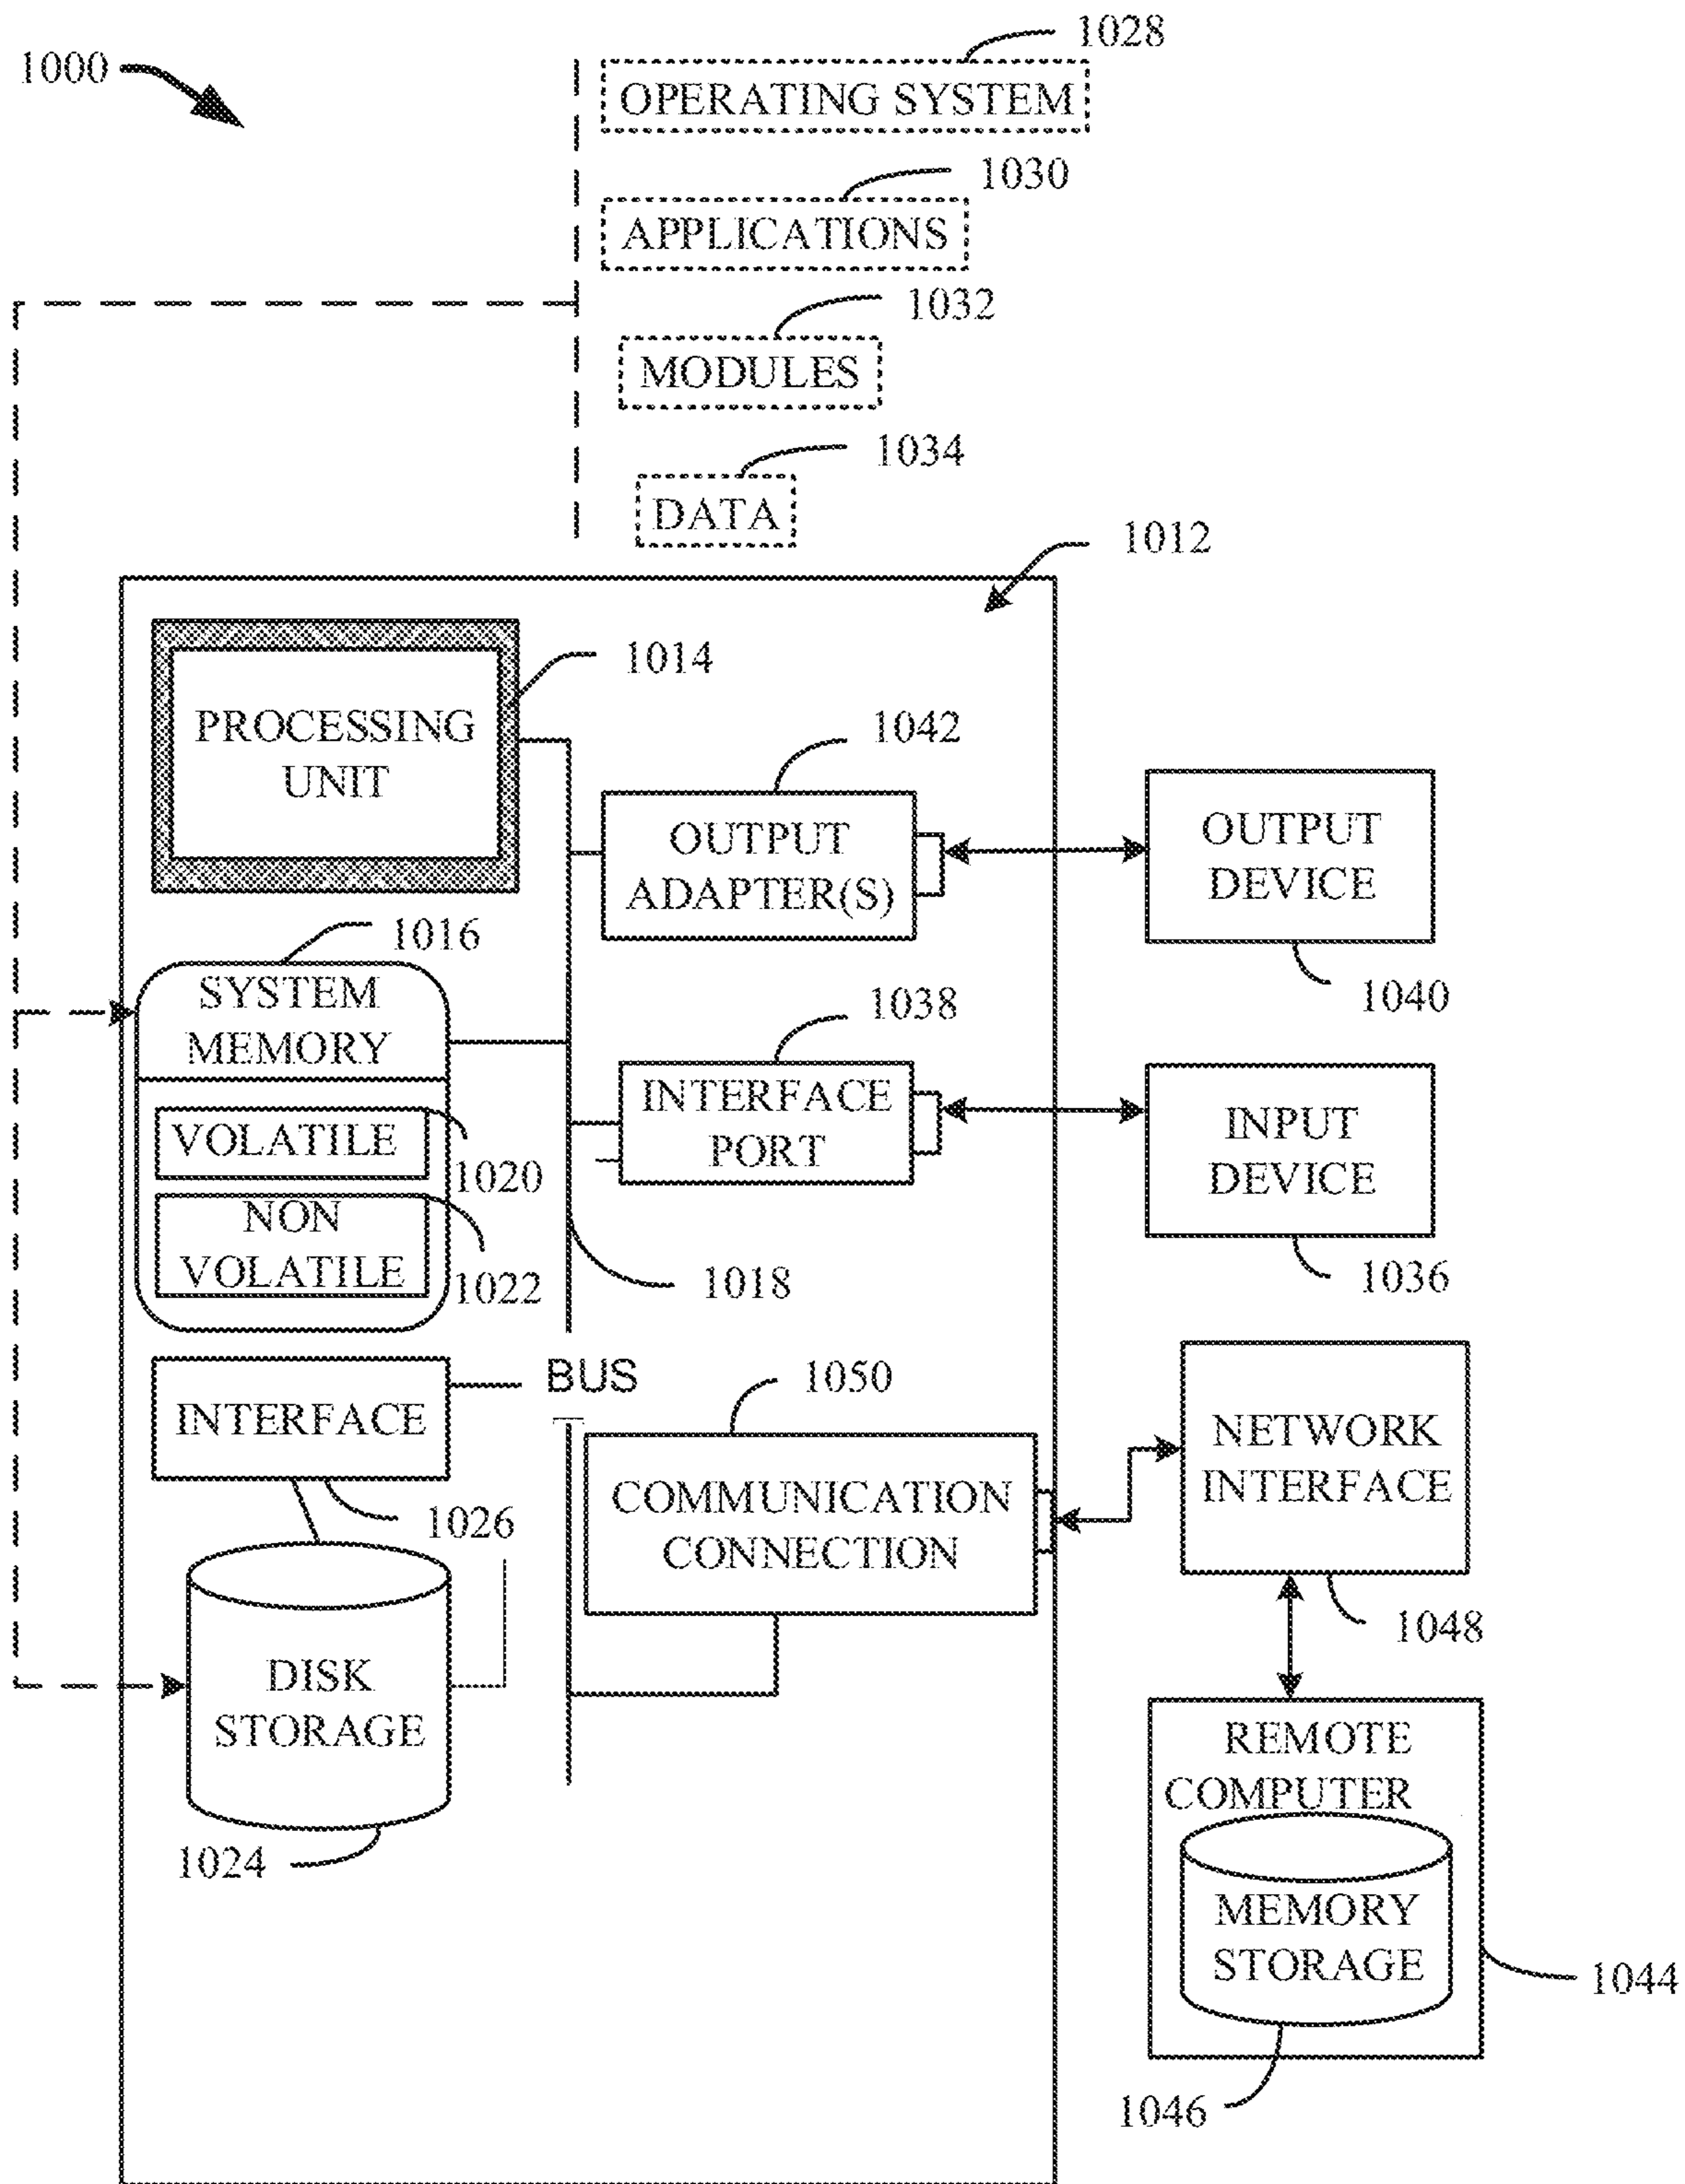 1000
1028
OPERATING SYSTEM
1030
APPLICATIONS
1032
MODULES
1034
DATA
1012
PROCESSING
UNIT
1014
1042
OUTPUT
ADAPTER(S)
OUTPUT
DEVICE
1040
1016
SYSTEM
MEMORY
VOLATILE
1020
NON
VOLATILE
1022
1038
INTERFACE
PORT
INPUT
DEVICE
1036
1018
BUS
INTERFACE
1026
1050
COMMUNICATION
CONNECTION
NETWORK
INTERFACE
1048
DISK
STORAGE
1024
REMOTE
COMPUTER
MEMORY
STORAGE
1044
1046